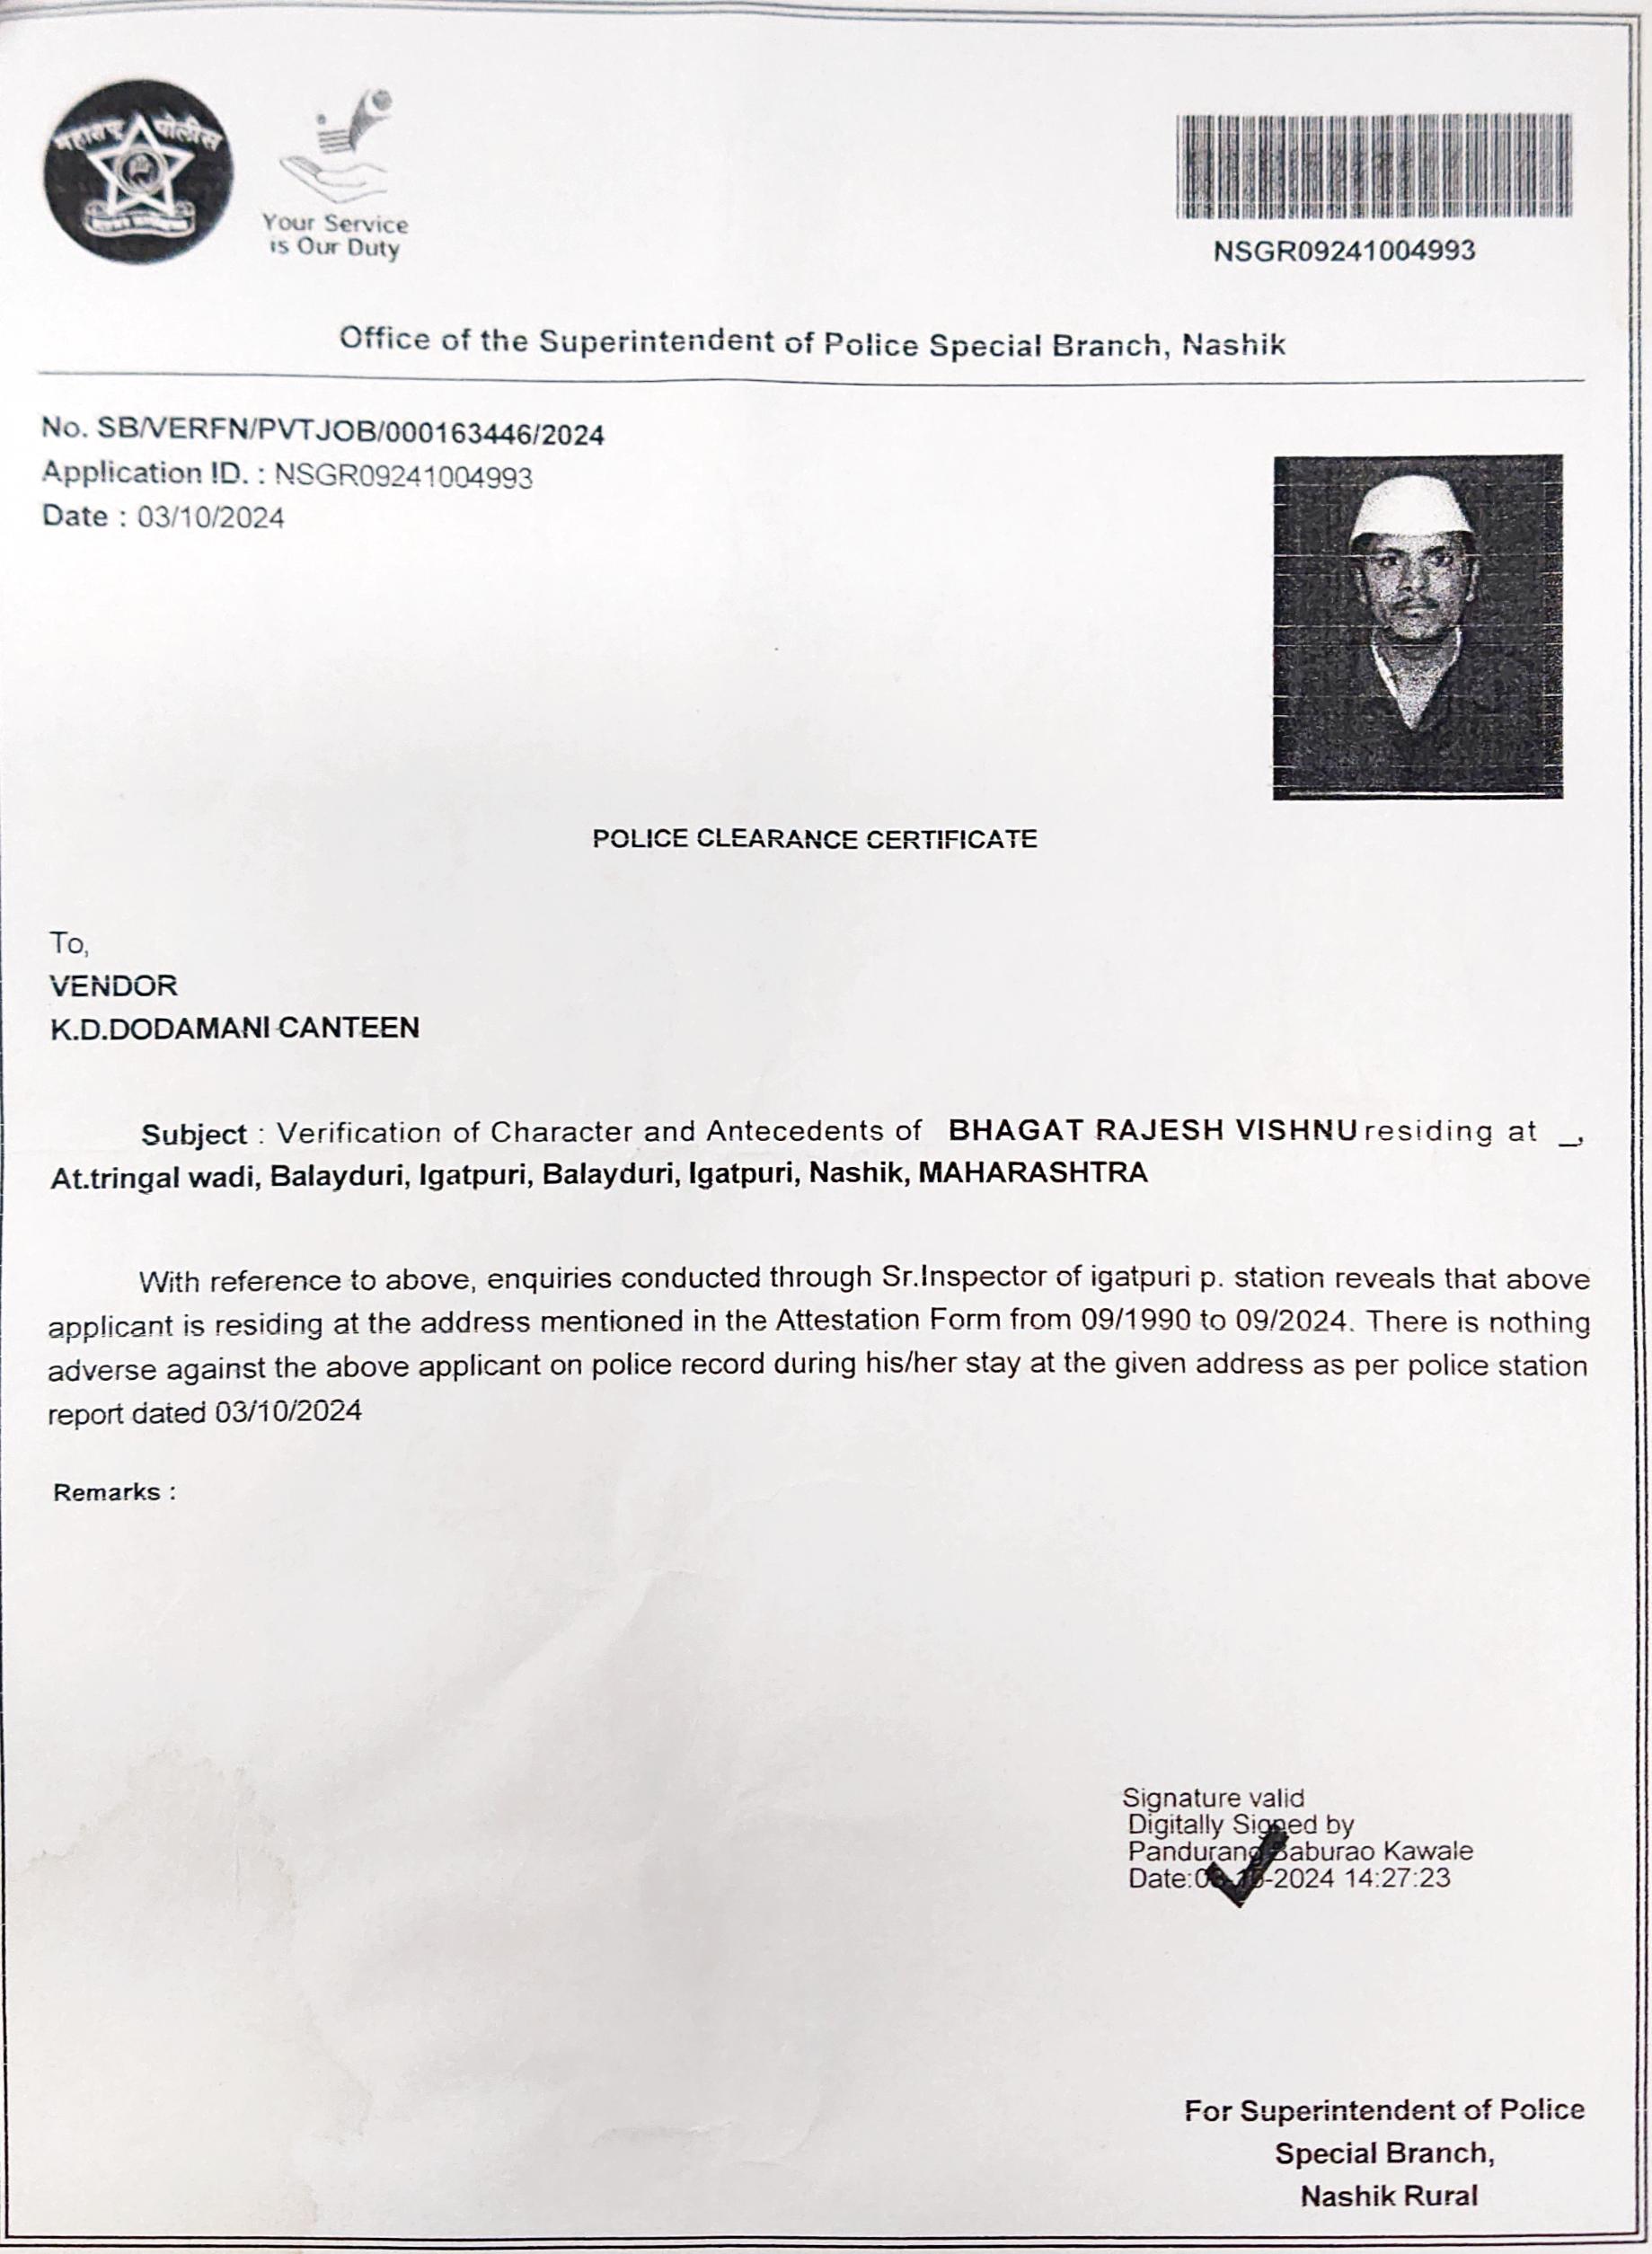 महाराष्ट्र पोलीस
Your Service
is Our Duty
NSGR09241004993
Office of the Superintendent of Police Special Branch, Nashik
No. SB/VERFN/PVTJOB/000163446/2024
Application ID. : NSGR09241004993
Date : 03/10/2024
POLICE CLEARANCE CERTIFICATE
To,
VENDOR
K.D.DODAMANI CANTEEN
Subject : Verification of Character and Antecedents of BHAGAT RAJESH VISHNU residing at _,
At.tringal wadi, Balayduri, Igatpuri, Balayduri, Igatpuri, Nashik, MAHARASHTRA
With reference to above, enquiries conducted through Sr.Inspector of igatpuri p. station reveals that above
applicant is residing at the address mentioned in the Attestation Form from 09/1990 to 09/2024. There is nothing
adverse against the above applicant on police record during his/her stay at the given address as per police station
report dated 03/10/2024
Remarks :
Signature valid
Digitally Signed by
Pandurang Baburao Kawale
Date:03-10-2024 14:27:23
For Superintendent of Police
Special Branch,
Nashik Rural